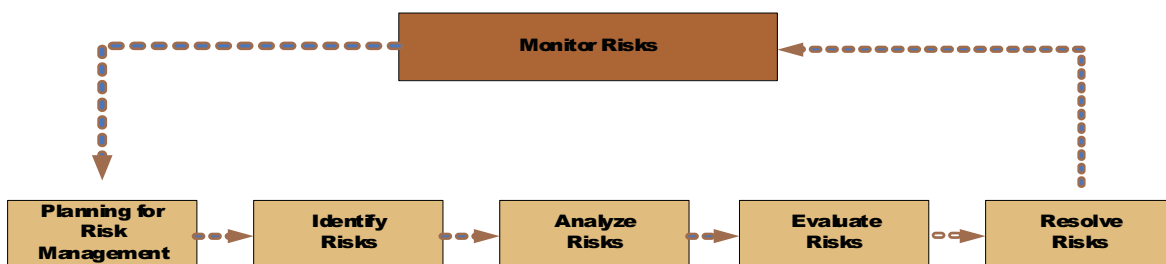 Monitor Risks
Planning for
Risk
Management
Identify
Risks
Analyze
Risks
Evaluate
Risks
Resolve
Risks